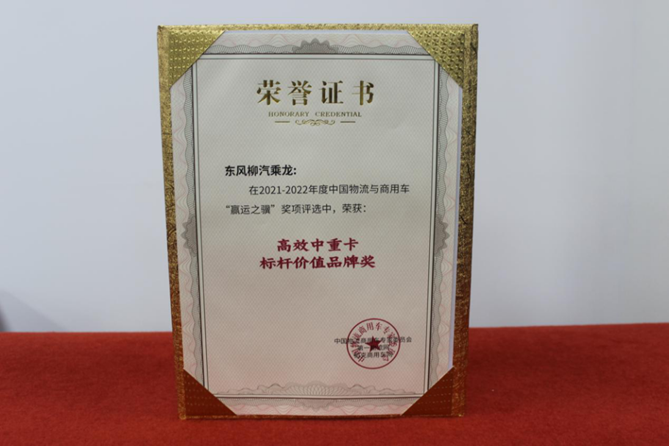 荣誉证书
HONORARY CREDENTIAL
东风柳汽乘龙:
在2021-2022年度中国物流与商用车
“赢运之骥”奖项评选中，荣获:
高效中重卡
标杆价值品牌奖